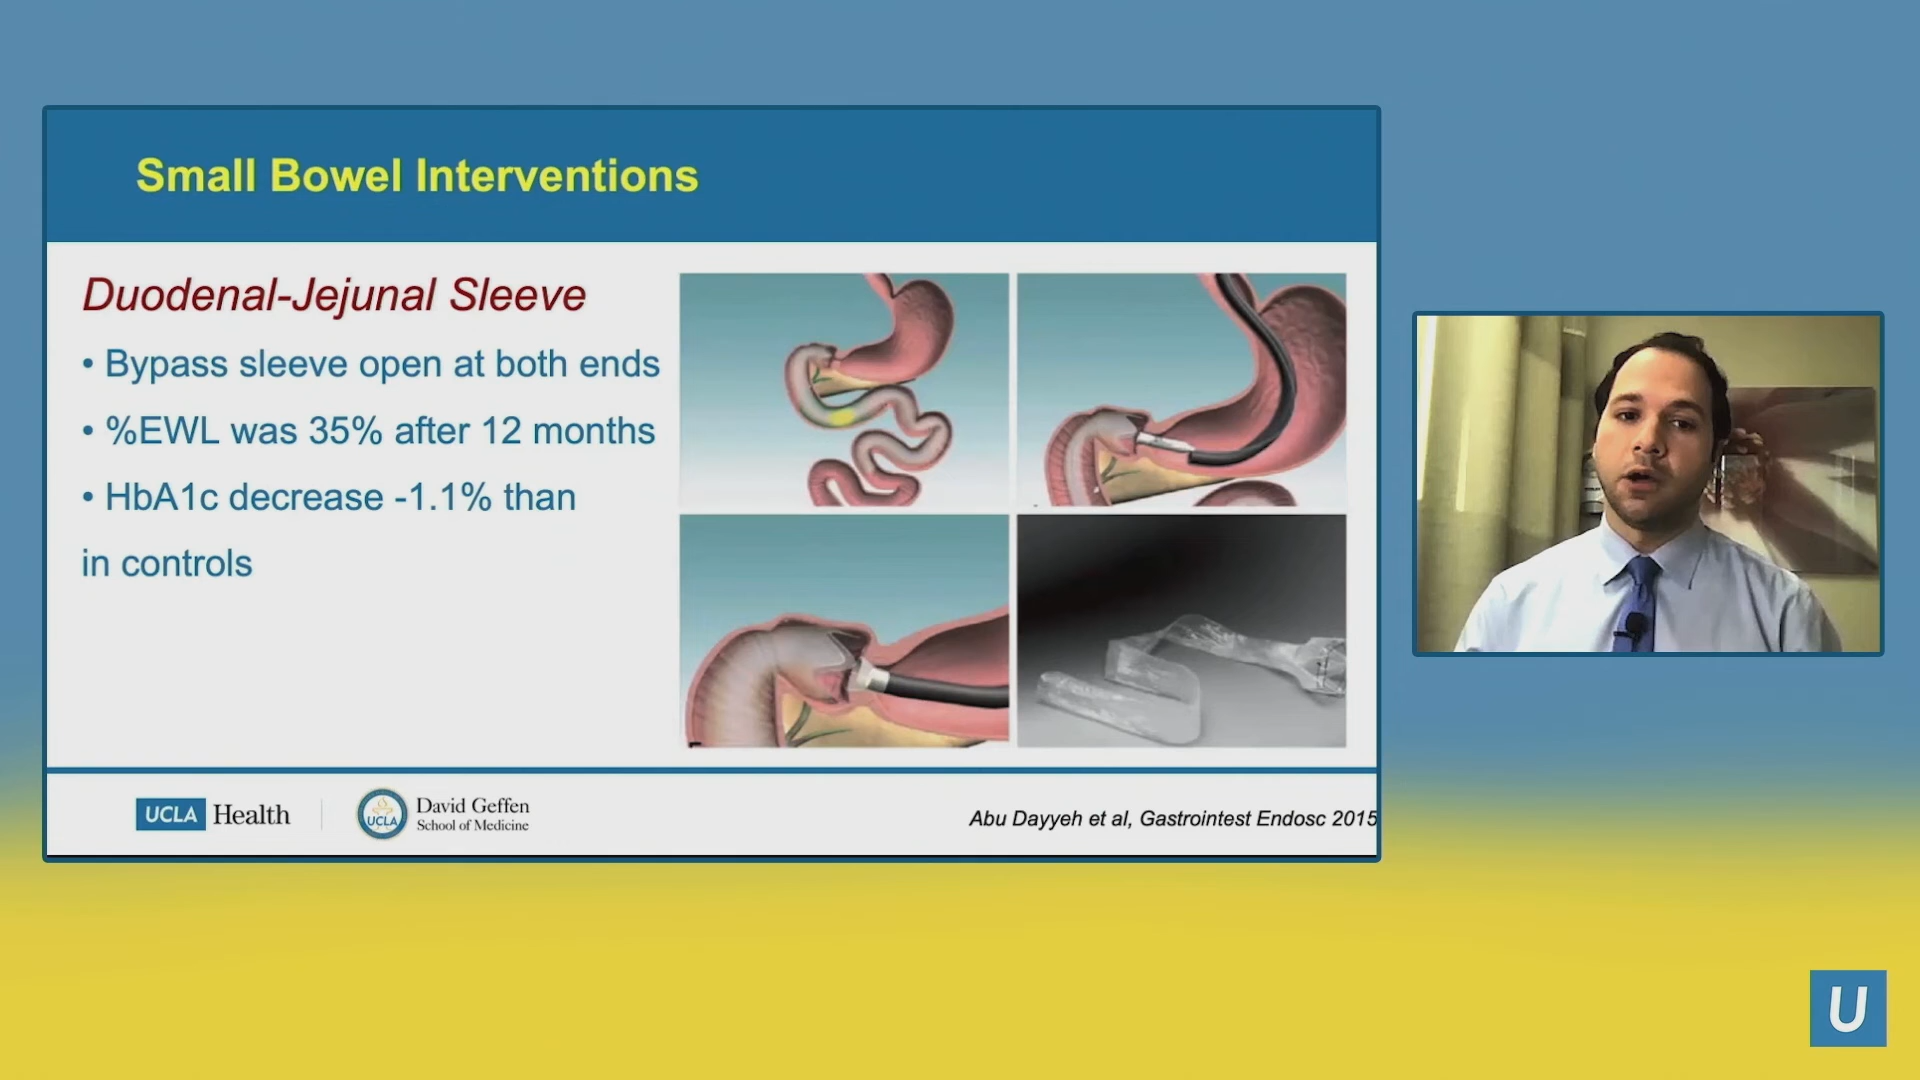 Small Bowel Interventions
Duodenal-Jejunal Sleeve
• Bypass sleeve open at both ends
• %EWL was 35% after 12 months
• HbA1c decrease -1.1% than
in controls
UCLA Health
UCLA
David Geffen
School of Medicine
Abu Dayyeh et al, Gastrointest Endosc 2015
U